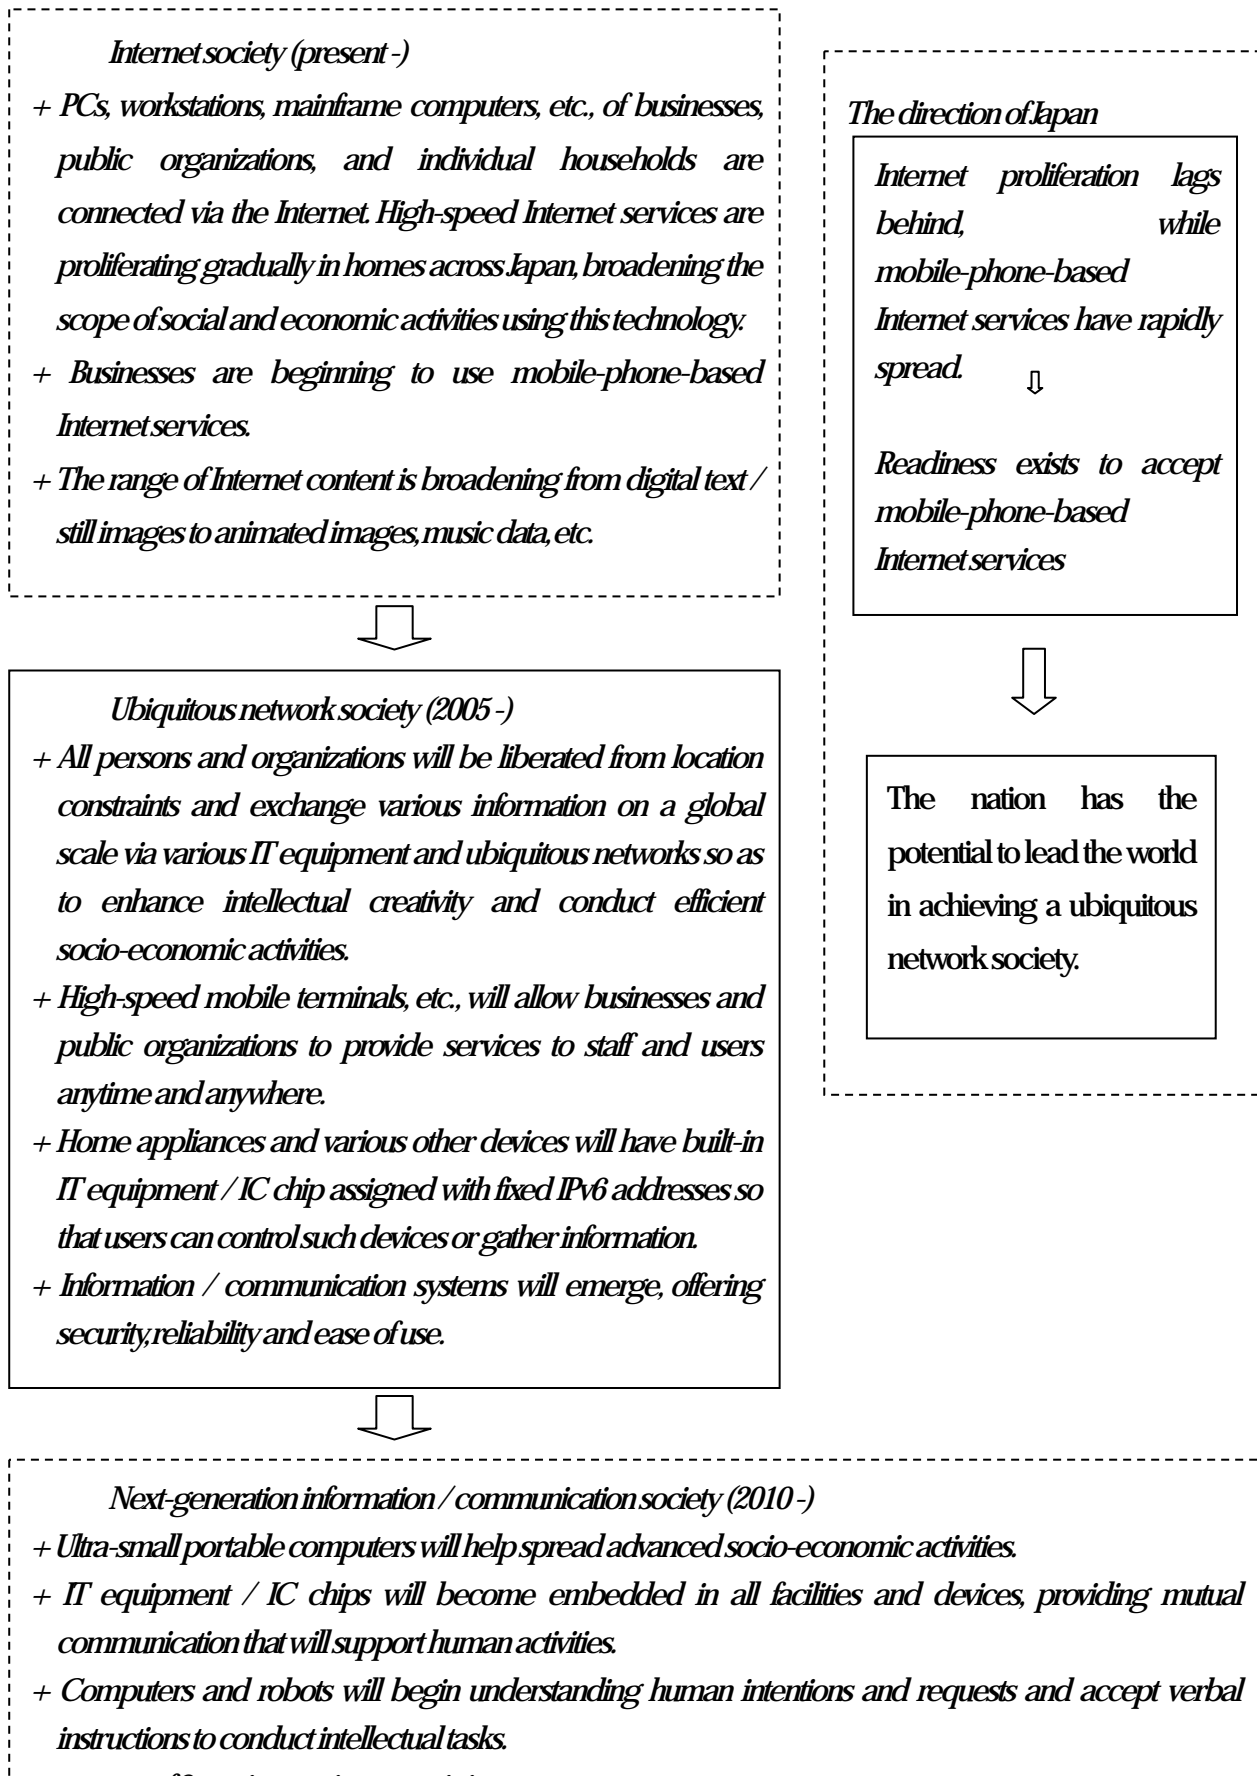 Internet society (present -)
+ PCs, workstations, mainframe computers, etc., of businesses,
public organizations, and individual households are
connected via the Internet. High-speed Internet services are
proliferating gradually in homes across Japan, broadening the
scope of social and economic activities using this technology.
+ Businesses are beginning to use mobile-phone-based
Internet services.
+ The range of Internet content is broadening from digital text /
still images to animated images, music data, etc.
The direction of Japan
Internet proliferation lags
behind, while
mobile-phone-based
Internet services have rapidly
spread.
Readiness exists to accept
mobile-phone-based
Internet services
The nation has the
potential to lead the world
in achieving a ubiquitous
network society.
Ubiquitous network society (2005 -)
+ All persons and organizations will be liberated from location
constraints and exchange various information on a global
scale via various IT equipment and ubiquitous networks so as
to enhance intellectual creativity and conduct efficient
socio-economic activities.
+ High-speed mobile terminals, etc., will allow businesses and
public organizations to provide services to staff and users
anytime and anywhere.
+ Home appliances and various other devices will have built-in
IT equipment / IC chip assigned with fixed IPv6 addresses so
that users can control such devices or gather information.
+ Information / communication systems will emerge, offering
security, reliability and ease of use.
Next-generation information / communication society (2010 -)
+ Ultra-small portable computers will help spread advanced socio-economic activities.
+ IT equipment / IC chips will become embedded in all facilities and devices, providing mutual
communication that will support human activities.
+ Computers and robots will begin understanding human intentions and requests and accept verbal
instructions to conduct intellectual tasks.